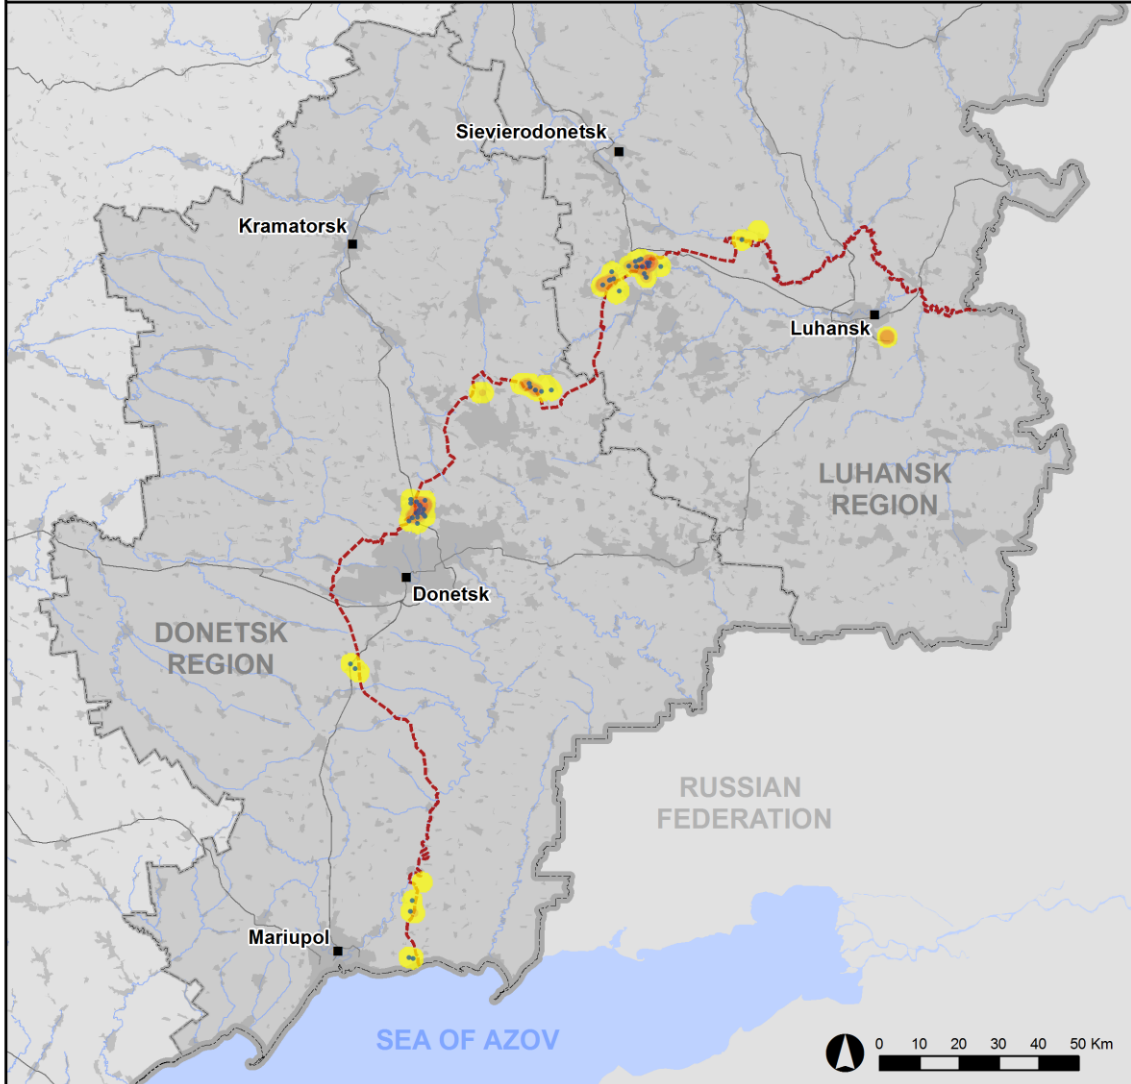 Sievierodonetsk
Kramatorsk
Luhansk
LUHANSK
REGION
Donetsk
DONETSK
REGION
RUSSIAN
FEDERATION
Mariupol
SEA OF AZOV
0 10 20 30 40 50 Km